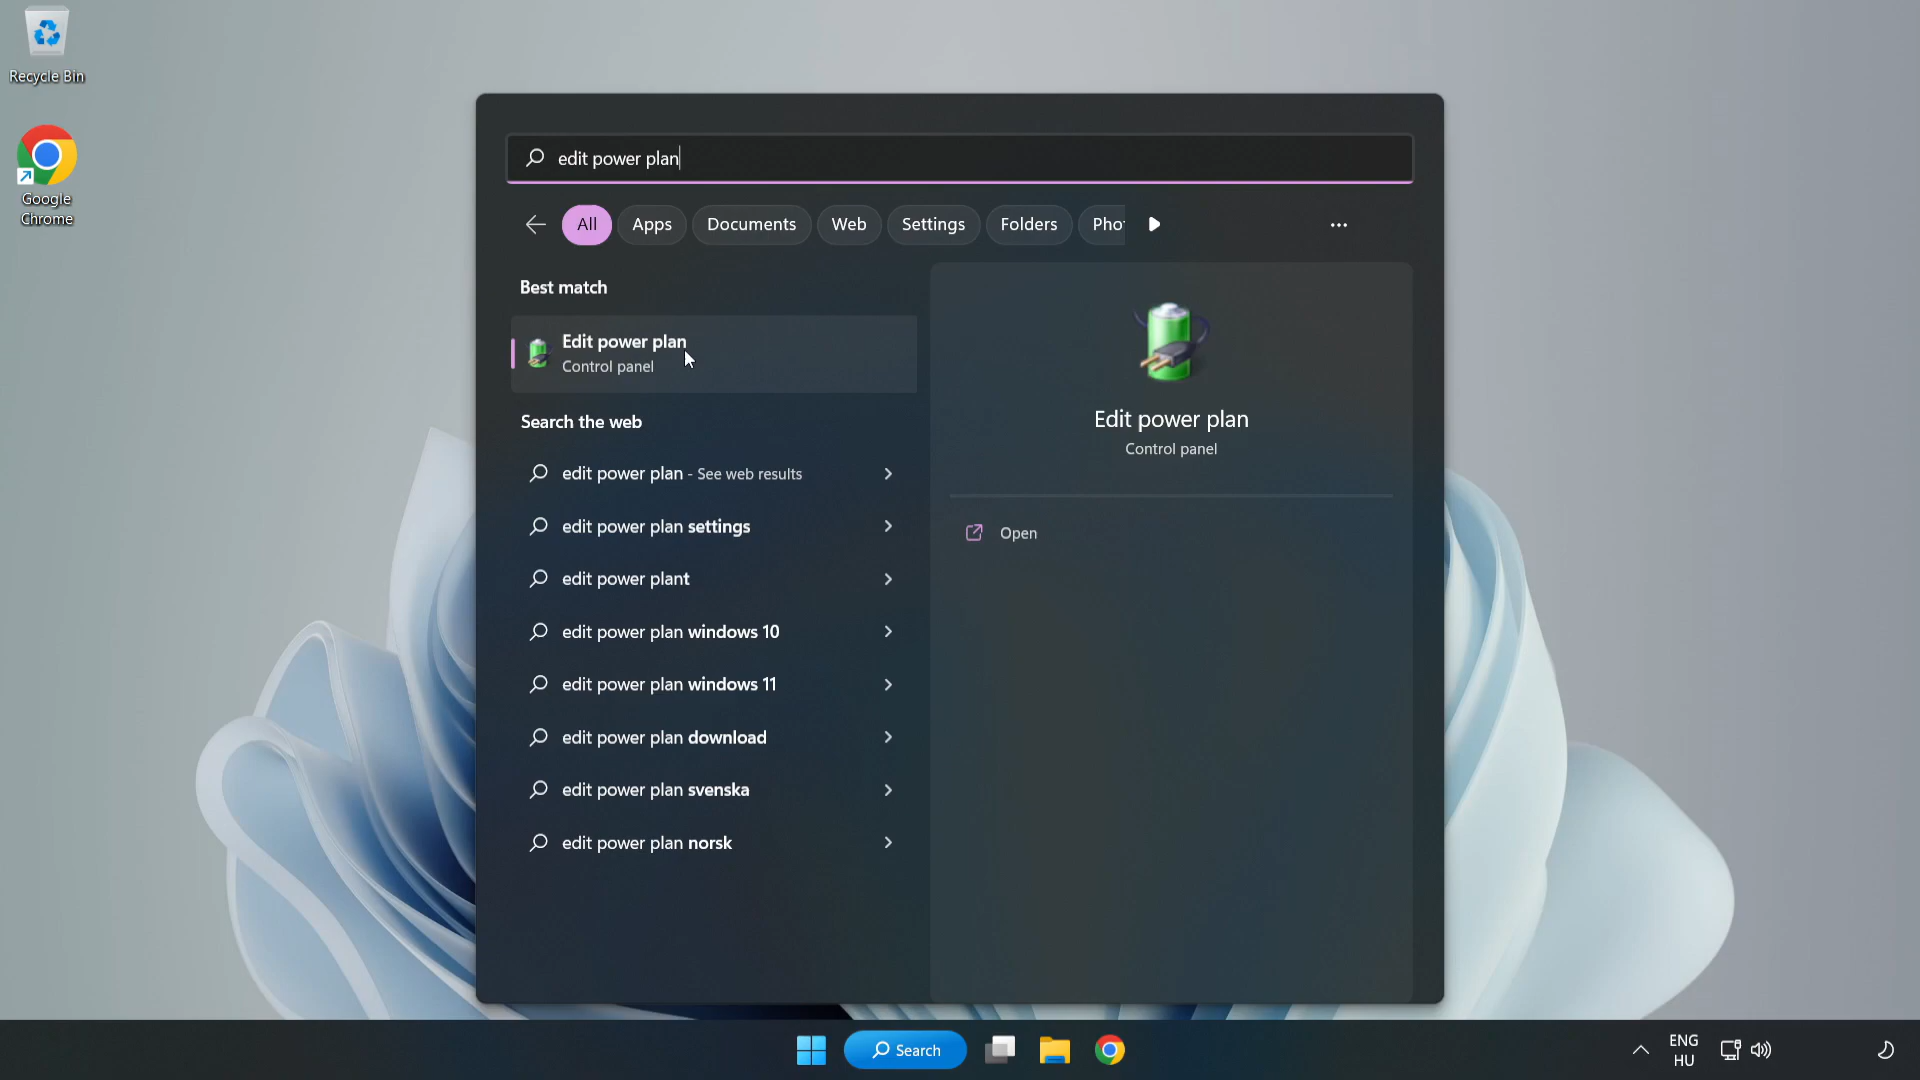 Recycle Bin
Google
Chrome
edit power plan
All Apps Documents Web Settings Folders Pho
Best match
Edit power plan
Control panel
Search the web
edit power plan - See web results
edit power plan settings
edit power plant
edit power plan windows 10
edit power plan windows 11
edit power plan download
edit power plan svenska
edit power plan norsk
Edit power plan
Control panel
Open
Search
ENG
HU